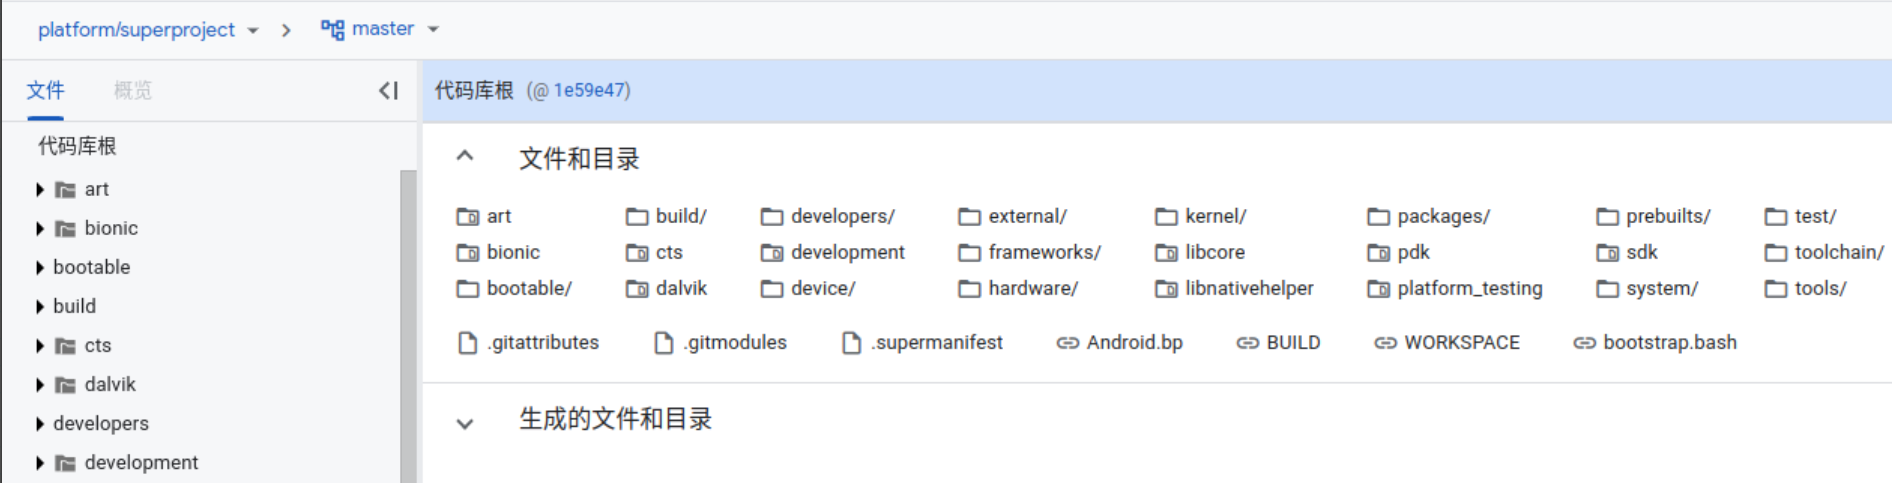 platform/superproject master
文件 概览
代码库根
art
bionic
bootable
build
cts
dalvik
developers
development
代码库根 (@ 1e59e47)
文件和目录
art build/ developers/ external/ kernel/ packages/ prebuilts/ test/
bionic cts development frameworks/ libcore pdk sdk toolchain/
bootable/ dalvik device/ hardware/ libnativehelper platform_testing system/ tools/
.gitattributes .gitmodules .supermanifest Android.bp BUILD WORKSPACE bootstrap.bash
生成的文件和目录